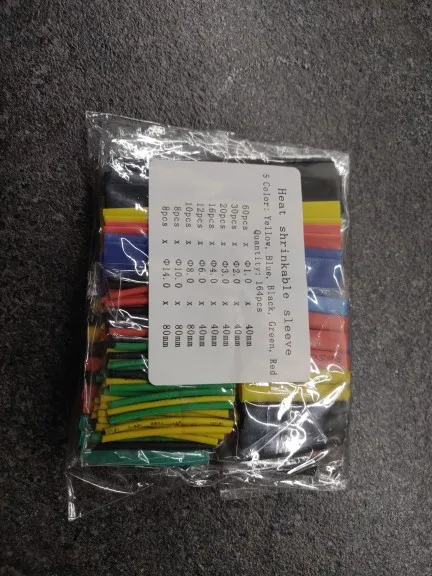 Heat shrinkable sleeve
5 Color: Yellow, Blue, Black, Green, Red
Quantity: 164pcs
60pcs x Φ1.0 x 40mm
30pcs x Φ2.0 x 40mm
20pcs x Φ3.0 x 40mm
16pcs x Φ4.0 x 40mm
12pcs x Φ6.0 x 40mm
10pcs x Φ8.0 x 80mm
8pcs x Φ10.0 x 80mm
8pcs x Φ14.0 x 80mm